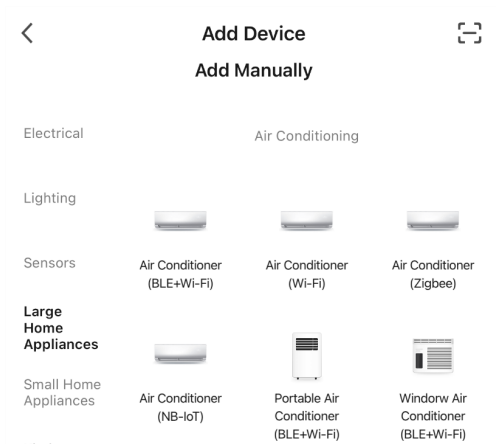 Add Device
Add Manually
Electrical
Air Conditioning
Lighting
Sensors
Air Conditioner
(BLE+Wi-Fi)
Air Conditioner
(Wi-Fi)
Air Conditioner
(Zigbee)
Large
Home
Appliances
Small Home
Appliances
Air Conditioner
(NB-IoT)
Portable Air
Conditioner
(BLE+Wi-Fi)
Windorw Air
Conditioner
(BLE+Wi-Fi)